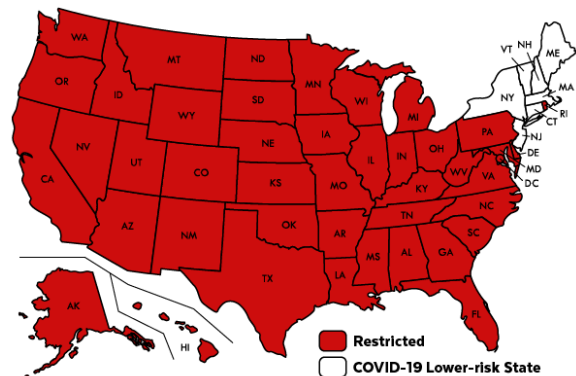 WA
MT
ND
MN
VT
NH
ME
OR
ID
SD
WI
MI
NY
MA
RI
CT
WY
IA
NE
PA
NJ
NV
UT
CO
IL
IN
OH
DE
MD
DC
CA
KS
MO
KY
WV
VA
AZ
NM
OK
AR
TN
NC
SC
TX
LA
MS
AL
GA
FL
AK
HI
Restricted
COVID-19 Lower-risk State